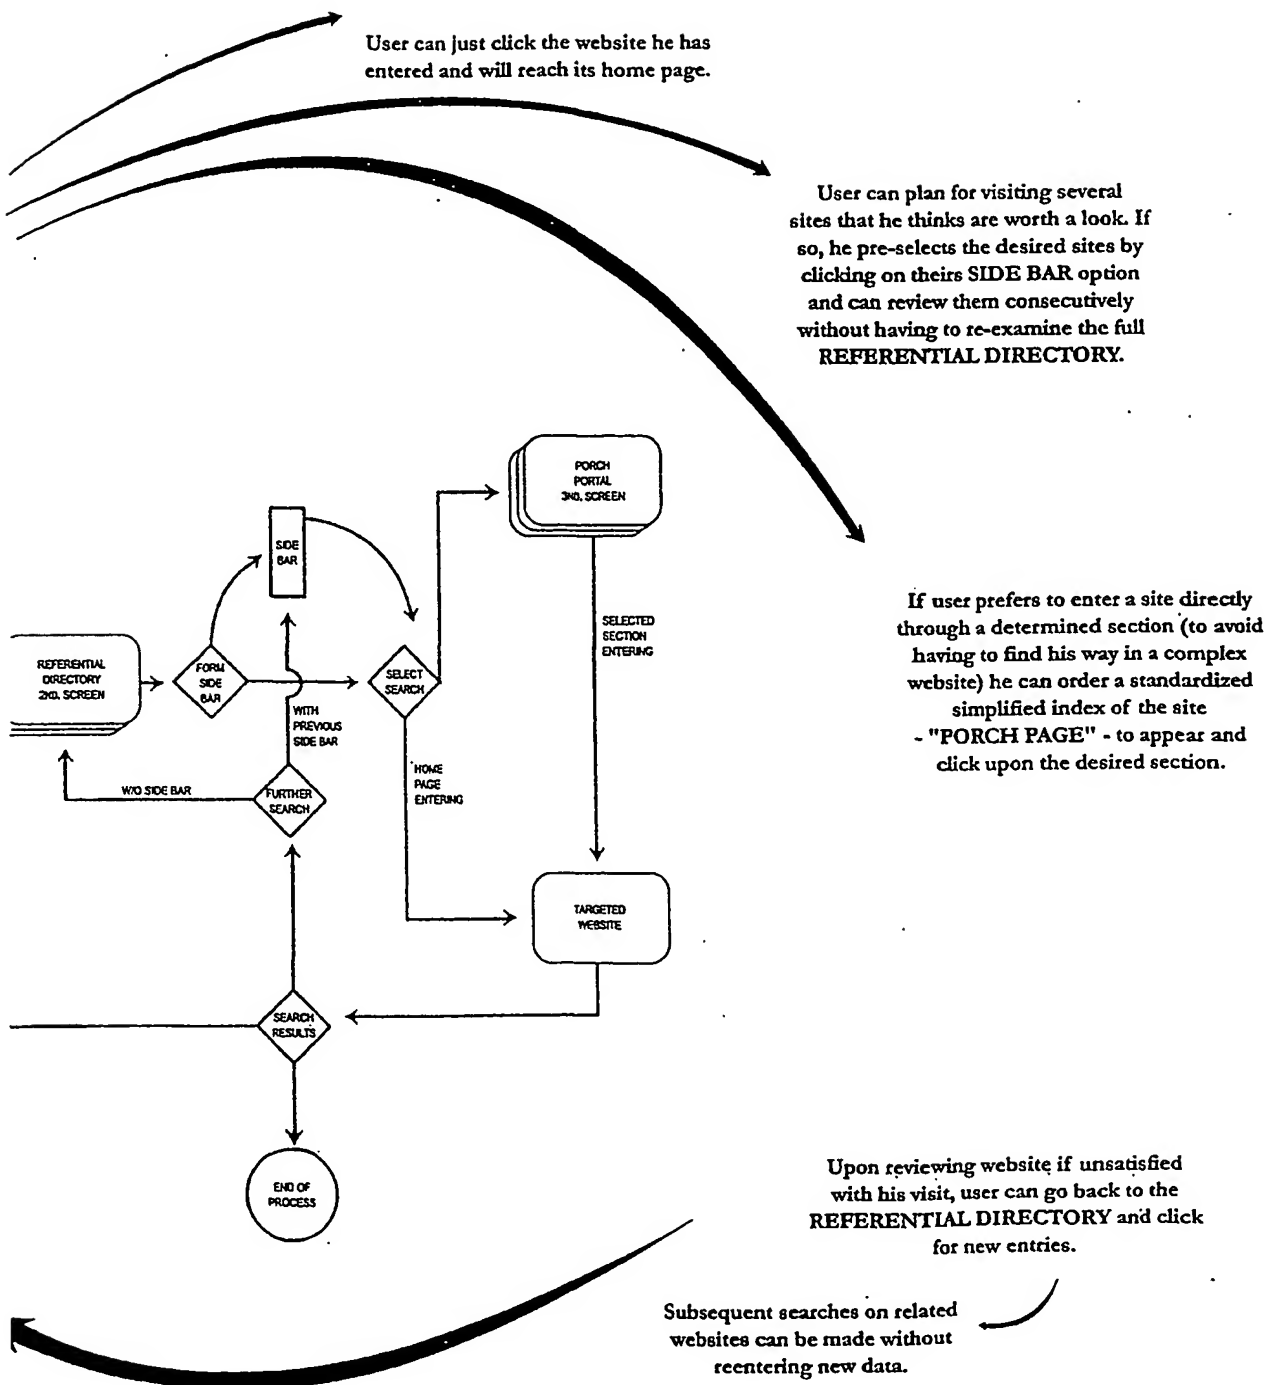 User can just click the website he has
entered and will reach its home page.
User can plan for visiting several
sites that he thinks are worth a look. If
so, he pre-selects the desired sites by
clicking on theirs SIDE BAR option
and can review them consecutively
without having to re-examine the full
REFERENTIAL DIRECTORY.
PORCH
PORTAL
3ND. SCREEN
SIDE
BAR
SELECTED
SECTION
ENTERING
If user prefers to enter a site directly
through a determined section (to avoid
having to find his way in a complex
website) he can order a standardized
simplified index of the site
- "PORCH PAGE" - to appear and
click upon the desired section.
REFERENTIAL
DIRECTORY
2ND. SCREEN
FORM
SIDE
BAR
SELECT
SEARCH
WITH
PREVIOUS
SIDE BAR
HOME
PAGE
ENTERING
W/O SIDE BAR
FURTHER
SEARCH
TARGETED
WEBSITE
SEARCH
RESULTS
END OF
PROCESS
Upon reviewing website if unsatisfied
with his visit, user can go back to the
REFERENTIAL DIRECTORY and click
for new entries.
Subsequent searches on related
websites can be made without
reentering new data.